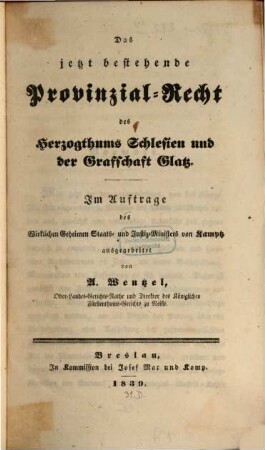 Das
jetzt bestehende
Provinzial-Recht
des
Herzogthums Schlesien und
der Grafschaft Glatz.
Im Auftrage
des
Wirklichen Geheimen Staats- und Justiz-Ministers von Kamptz
ausgearbeitet
von
A. Wentzel,
Ober-Landes-Gerichts-Rathe und Direktor des Königlichen
Fürstenthums-Gerichts zu Neiße.
Breslau,
In Kommission bei Josef Max und Komp.
1839.